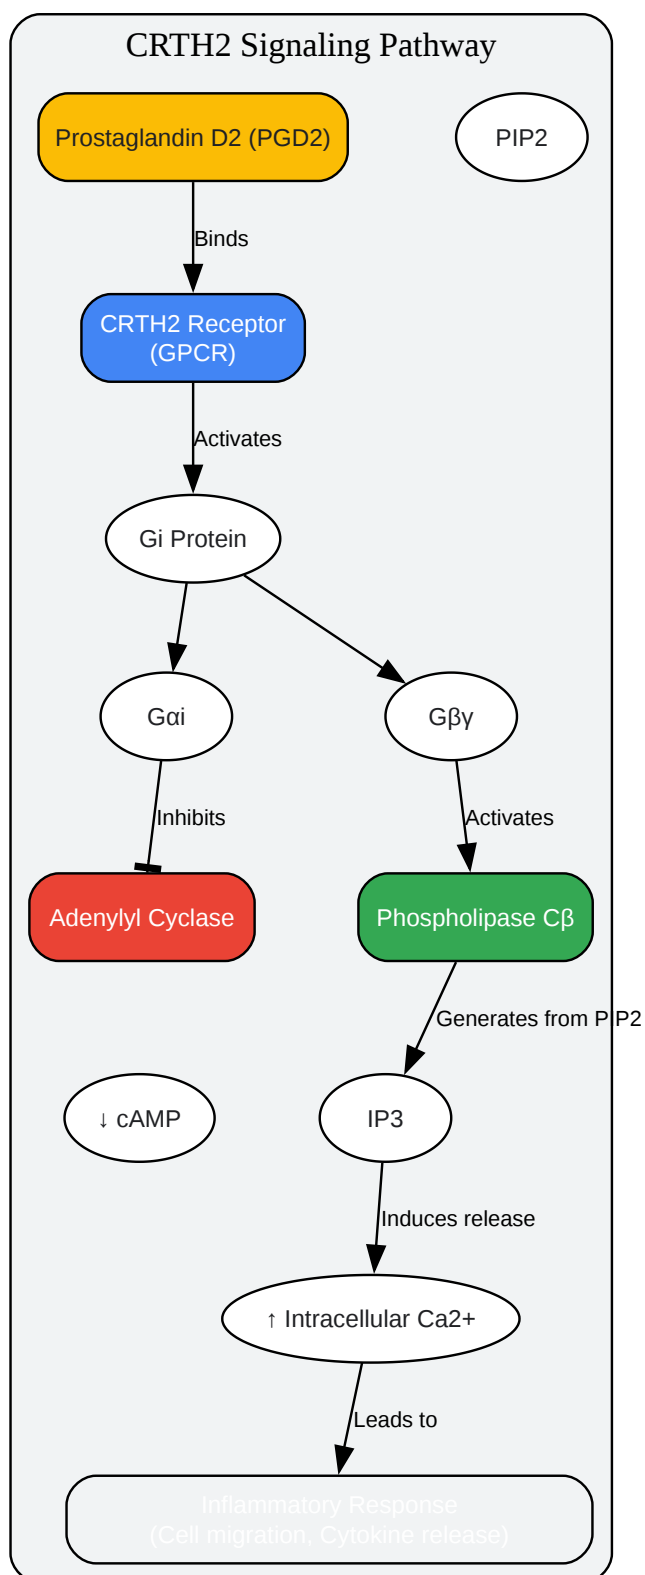 CRTH2 Signaling Pathway
Prostaglandin D2 (PGD2)
PIP2
Binds
CRTH2 Receptor
(GPCR)
Activates
Gi Protein
Gαi
Gβγ
Inhibits
Activates
Adenylyl Cyclase
Phospholipase Cβ
Generates from PIP2
↓ cAMP
IP3
Induces release
↑ Intracellular Ca2+
Leads to
Inflammatory Response
(Cell migration, Cytokine release)